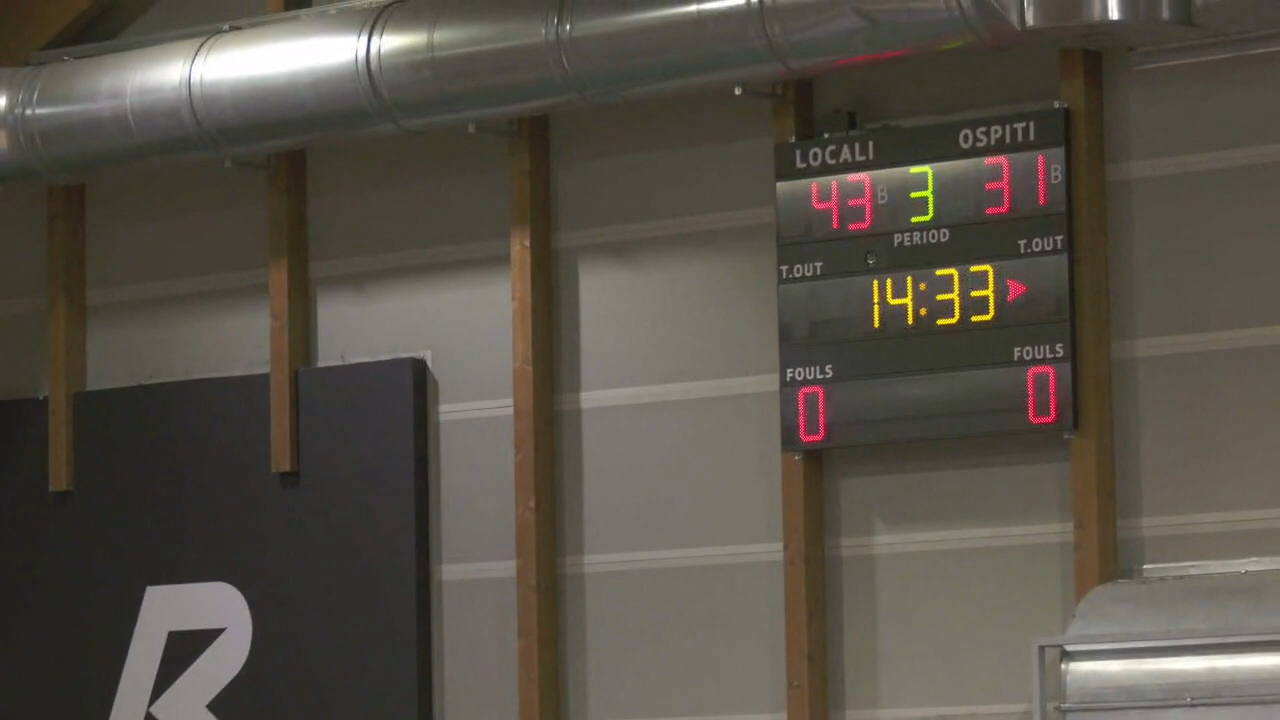 LOCALI OSPITI
43 B 3 31 B
PERIOD
T.OUT T.OUT
14:33
FOULS FOULS
0 0
R